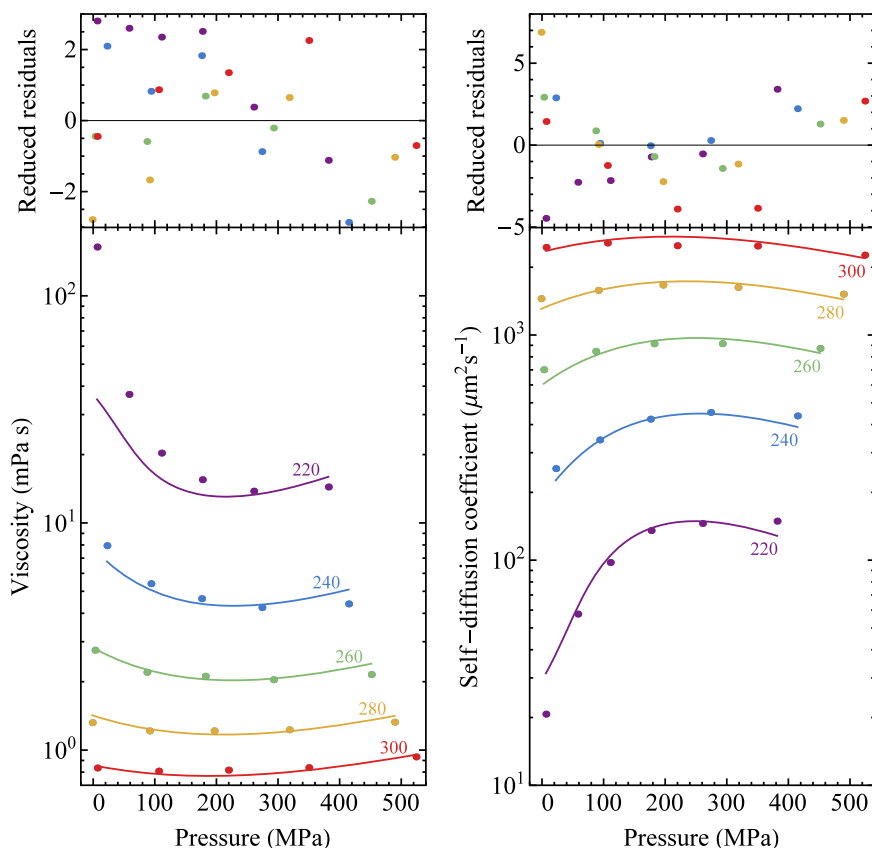 Reduced residuals
2
0
−2
Viscosity (mPa s)
10²
10¹
10⁰
220
240
260
280
300
0 100 200 300 400 500
Pressure (MPa)
Reduced residuals
5
0
−5
Self−diffusion coefficient (μm²s⁻¹)
10³
10²
10¹
300
280
260
240
220
0 100 200 300 400 500
Pressure (MPa)